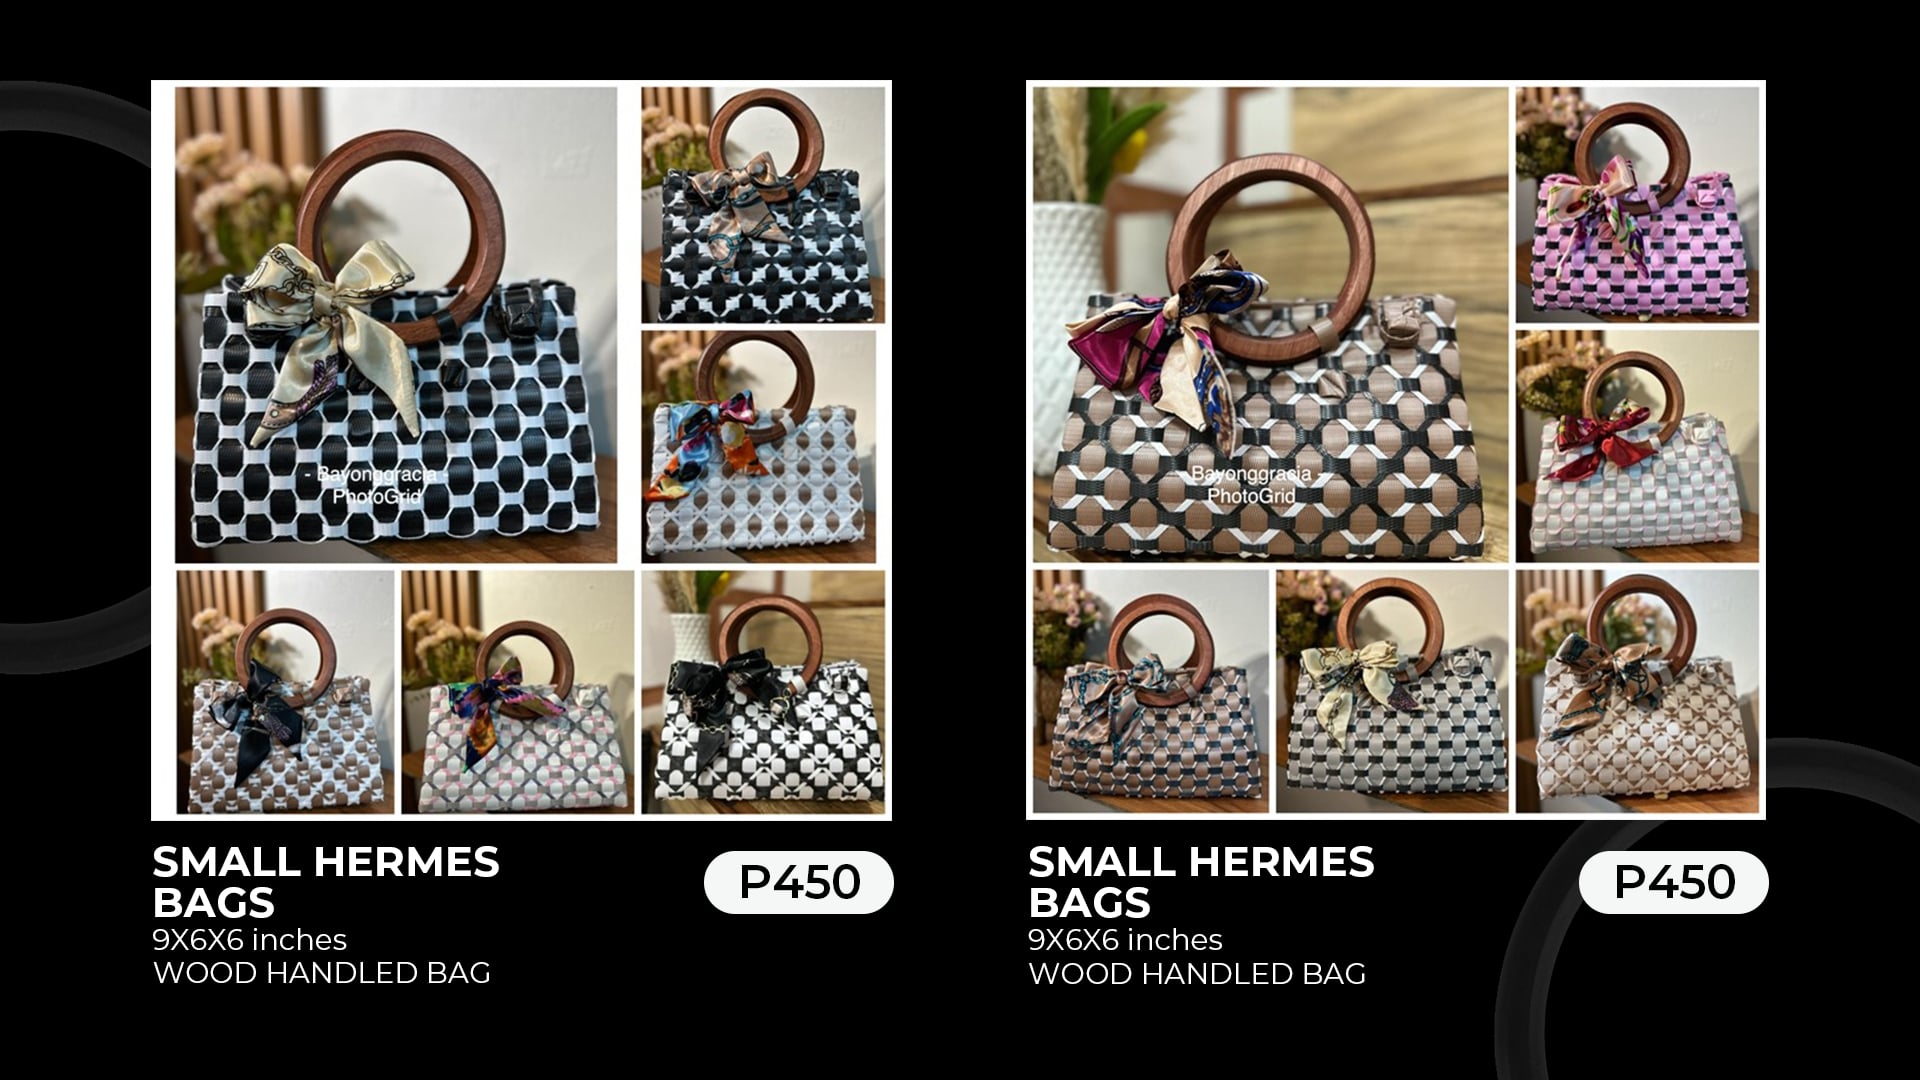 - Bayonggracia -
PhotoGrid
SMALL HERMES
BAGS
P450
9X6X6 inches
WOOD HANDLED BAG
- Bayonggracia -
PhotoGrid
SMALL HERMES
BAGS
P450
9X6X6 inches
WOOD HANDLED BAG